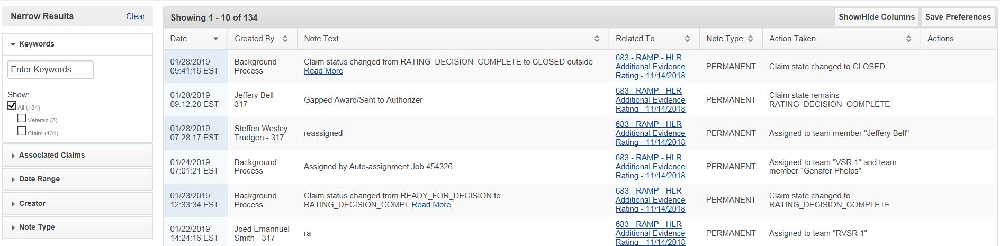 Narrow Results
Clear
Keywords
Enter Keywords
Show:
All (134)
Veteran (3)
Claim (131)
Associated Claims
Date Range
Creator
Note Type
Showing 1 - 10 of 134
Show/Hide Columns
Save Preferences
Date
Created By
Note Text
Related To
Note Type
Action Taken
Actions
01/28/2019
09:41:16 EST
Background
Process
Claim status changed from RATING_DECISION_COMPLETE to CLOSED outside
Read More
683 - RAMP - HLR
Additional Evidence
Rating - 11/14/2018
PERMANENT
Claim state changed to CLOSED
01/28/2019
09:12:28 EST
Jeffery Bell -
317
Gapped Award/Sent to Authorizer
683 - RAMP - HLR
Additional Evidence
Rating - 11/14/2018
PERMANENT
Claim state remains
RATING_DECISION_COMPLETE.
01/28/2019
07:28:17 EST
Steffen Wesley
Trudgen - 317
reassigned
683 - RAMP - HLR
Additional Evidence
Rating - 11/14/2018
PERMANENT
Assigned to team member "Jeffery Bell"
01/24/2019
07:01:21 EST
Background
Process
Assigned by Auto-assignment Job 454326
683 - RAMP - HLR
Additional Evidence
Rating - 11/14/2018
PERMANENT
Assigned to team "VSR 1" and team
member "Genafer Phelps"
01/23/2019
12:33:34 EST
Background
Process
Claim status changed from READY_FOR_DECISION to
RATING_DECISION_COMPL Read More
683 - RAMP - HLR
Additional Evidence
Rating - 11/14/2018
PERMANENT
Claim state changed to
RATING_DECISION_COMPLETE.
01/22/2019
14:24:16 EST
Joed Emannuel
Smith - 317
ra
683 - RAMP - HLR
Additional Evidence
Rating - 11/14/2018
PERMANENT
Assigned to team "RVSR 1"